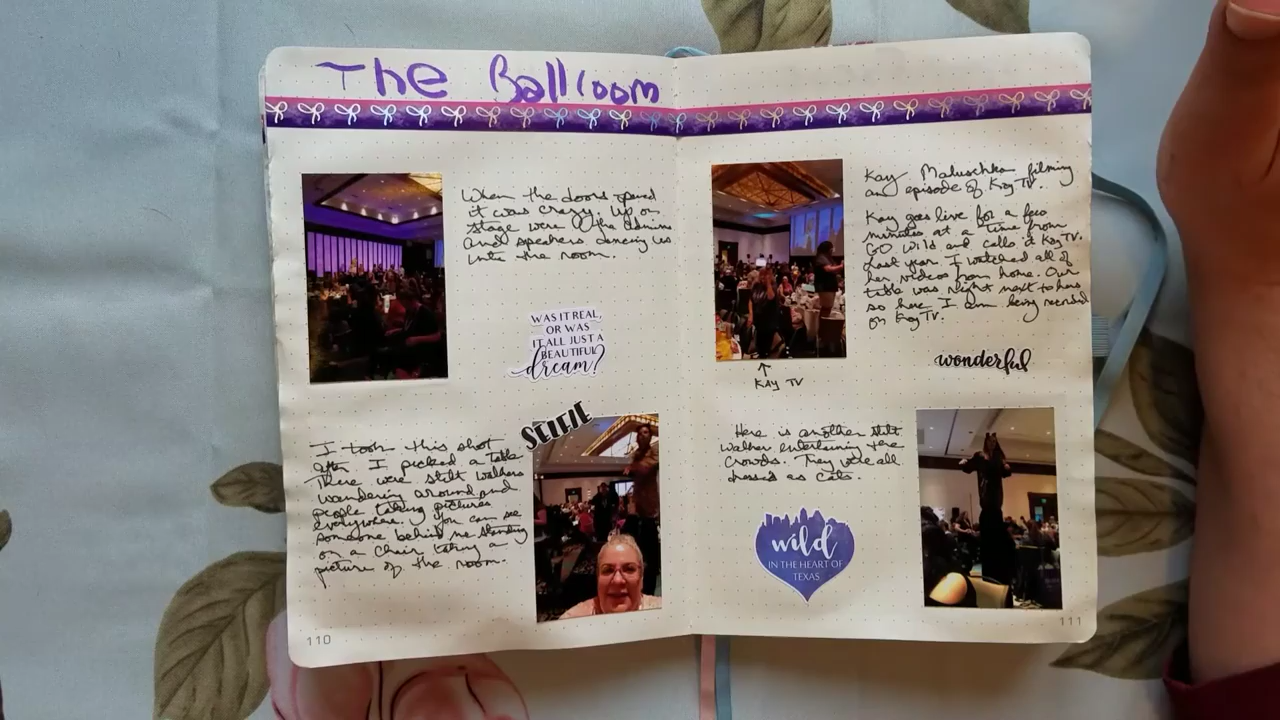 The Ballroom
When the doors opened
it was crazy. Up on
stage were all the admins
and speakers dancing us
into the room.
WAS IT REAL,
OR WAS
IT ALL JUST A
BEAUTIFUL
dream?
SELFIE
I took this shot
after I picked a table
There were stilt walkers
wandering around and
people taking pictures
everywhere. You can see
someone behind me standing
on a chair taking a
picture of the room.
110
Kay Maluschka filming
an episode of Kay TV.
Kay goes live for a few
minutes at a time from
GO Wild and calls it Kay TV.
Last year I watched all of
her videos from home. Our
table was right next to hers
so here I am being recorded
on Kay TV.
↑
KAY TV
wonderful
Here is another stilt
walker entertaining the
crowds. They were all
dressed as cats.
wild
IN THE HEART OF
TEXAS
111